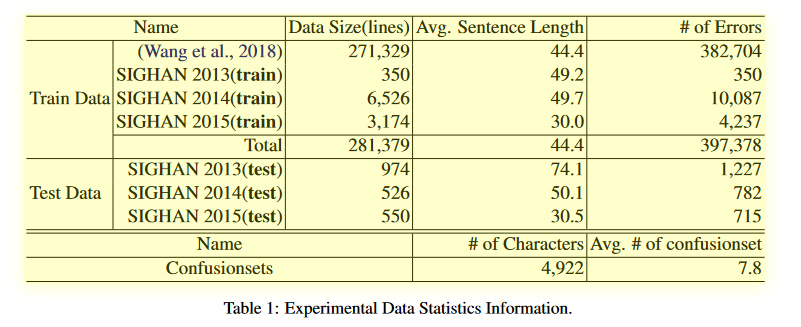 Name Data Size(lines) Avg. Sentence Length # of Errors
(Wang et al., 2018) 271,329 44.4 382,704
SIGHAN 2013(train) 350 49.2 350
Train Data SIGHAN 2014(train) 6,526 49.7 10,087
SIGHAN 2015(train) 3,174 30.0 4,237
Total 281,379 44.4 397,378
SIGHAN 2013(test) 974 74.1 1,227
Test Data SIGHAN 2014(test) 526 50.1 782
SIGHAN 2015(test) 550 30.5 715
Name # of Characters Avg. # of confusionset
Confusionsets 4,922 7.8
Table 1: Experimental Data Statistics Information.